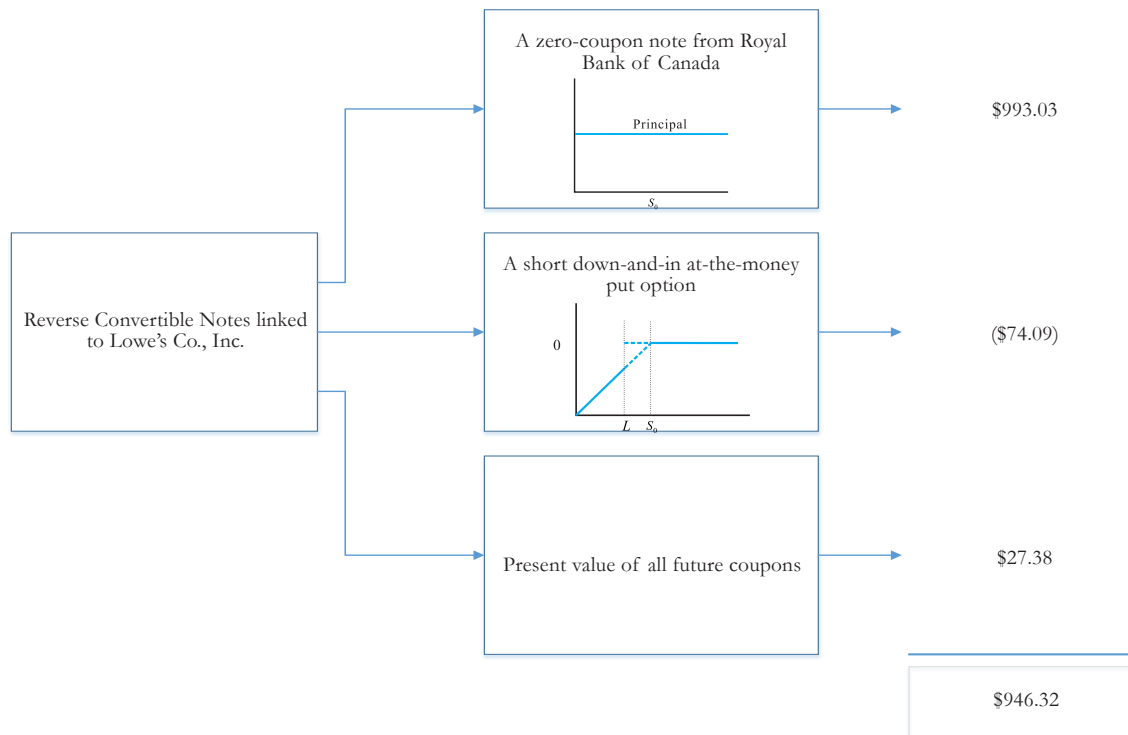 A zero-coupon note from Royal
Bank of Canada
Principal
S₀
$993.03
Reverse Convertible Notes linked
to Lowe’s Co., Inc.
A short down-and-in at-the-money
put option
0
L
S₀
($74.09)
Present value of all future coupons
$27.38
$946.32